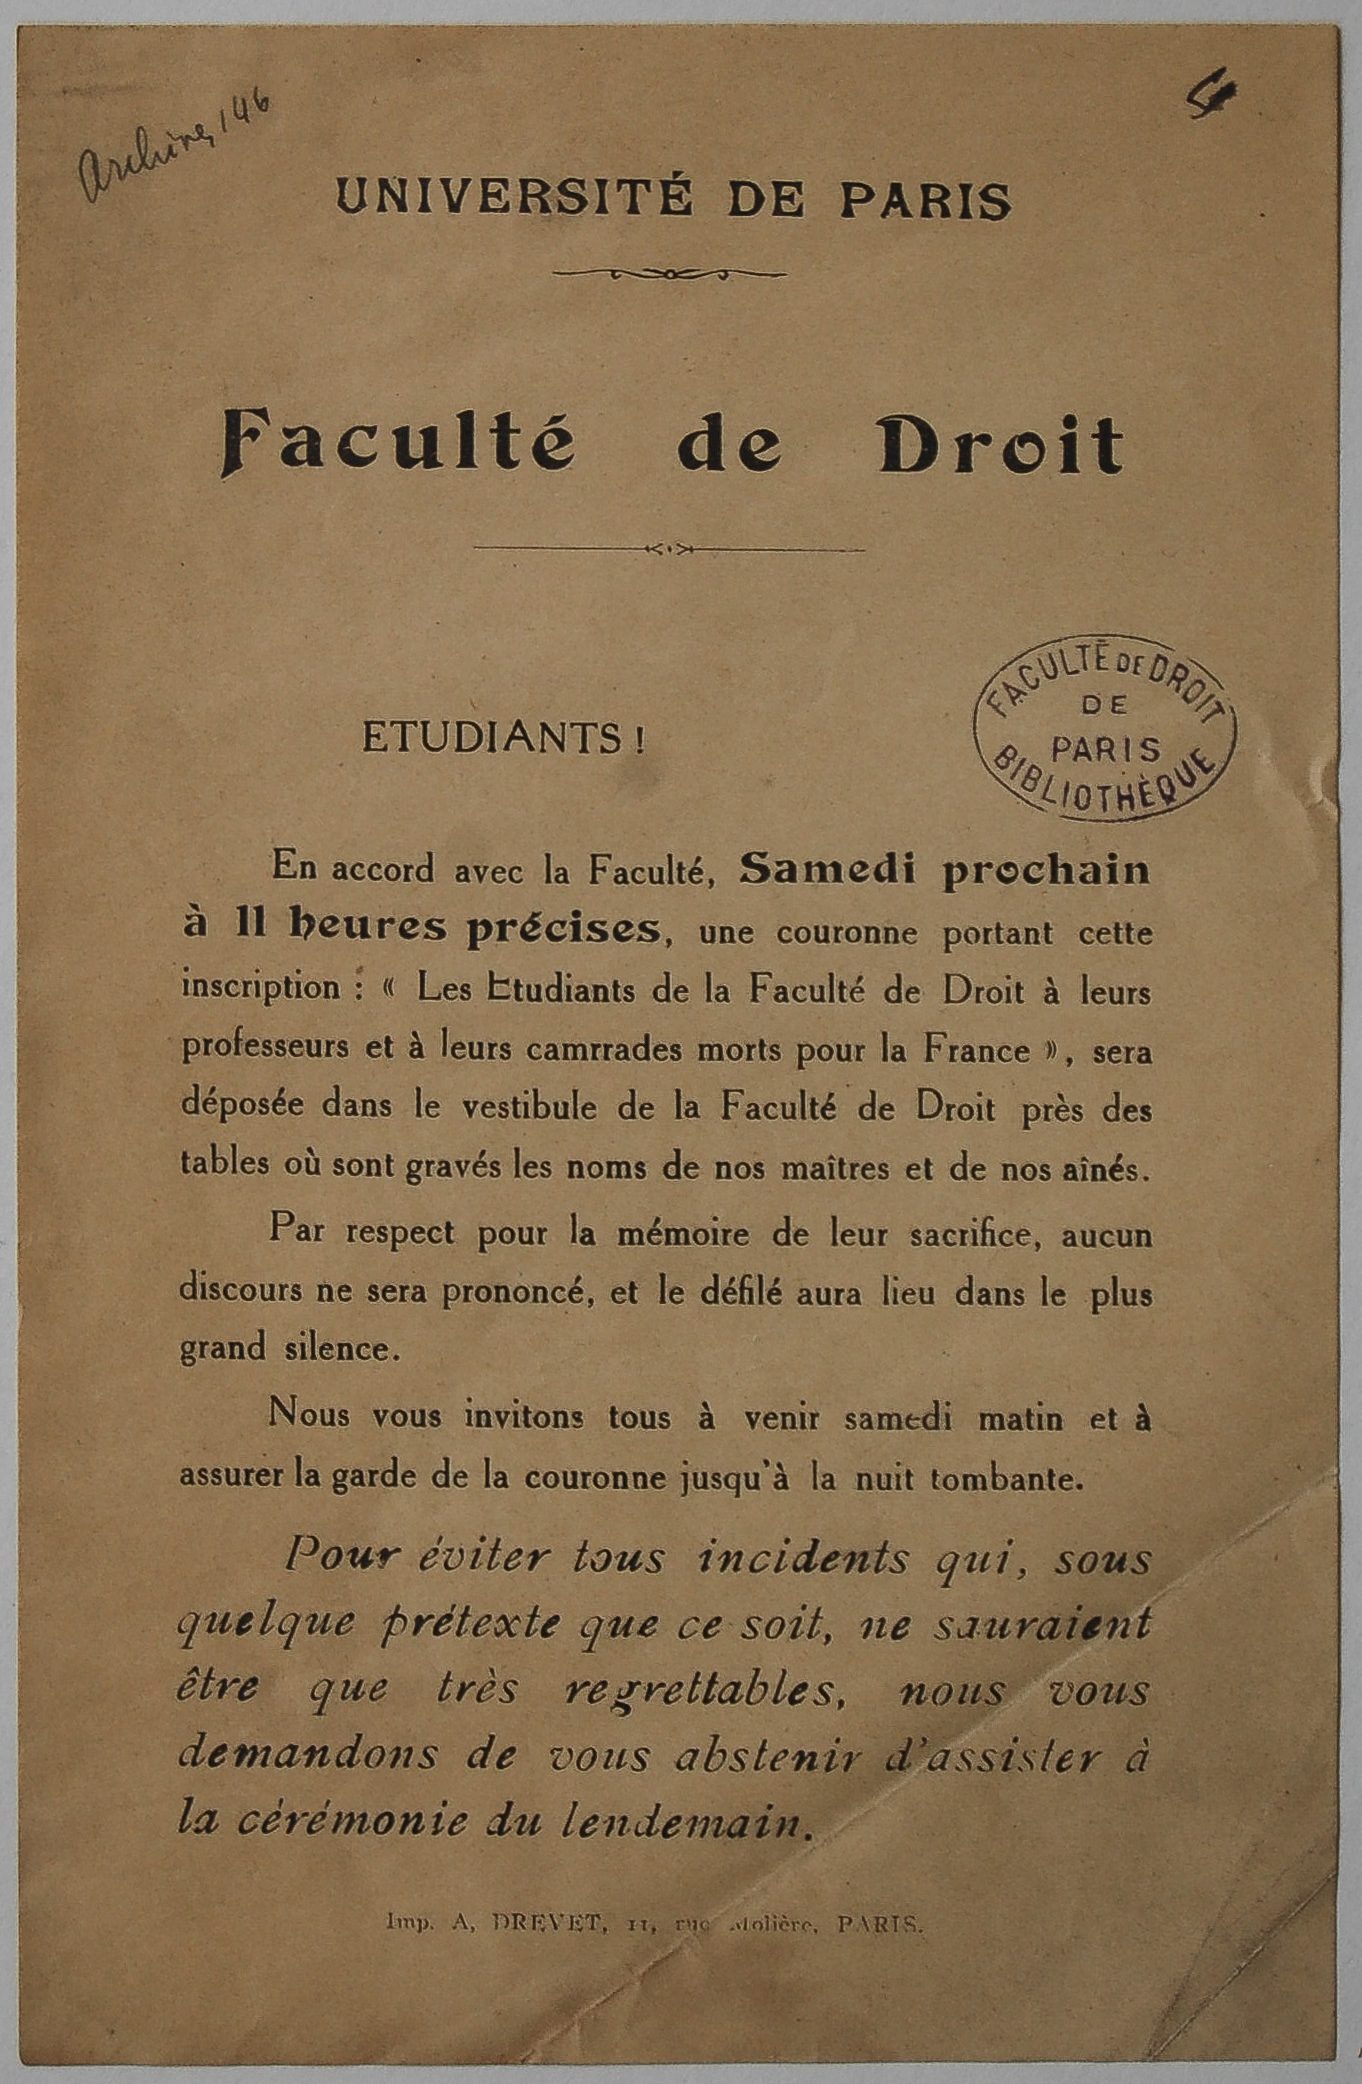 Archives 146
UNIVERSITÉ DE PARIS
Faculté de Droit
FACULTÉ DE DROIT
DE
PARIS
BIBLIOTHÈQUE
ETUDIANTS !
En accord avec la Faculté, Samedi prochain
à 11 heures précises, une couronne portant cette
inscription : « Les Etudiants de la Faculté de Droit à leurs
professeurs et à leurs camrrades morts pour la France », sera
déposée dans le vestibule de la Faculté de Droit près des
tables où sont gravés les noms de nos maîtres et de nos aînés.
Par respect pour la mémoire de leur sacrifice, aucun
discours ne sera prononcé, et le défilé aura lieu dans le plus
grand silence.
Nous vous invitons tous à venir samedi matin et à
assurer la garde de la couronne jusqu'à la nuit tombante.
Pour éviter tous incidents qui, sous
quelque prétexte que ce soit, ne sauraient
être que très regrettables, nous vous
demandons de vous abstenir d'assister à
la cérémonie du lendemain.
Imp. A, DREVET, 11, rue Molière, PARIS.